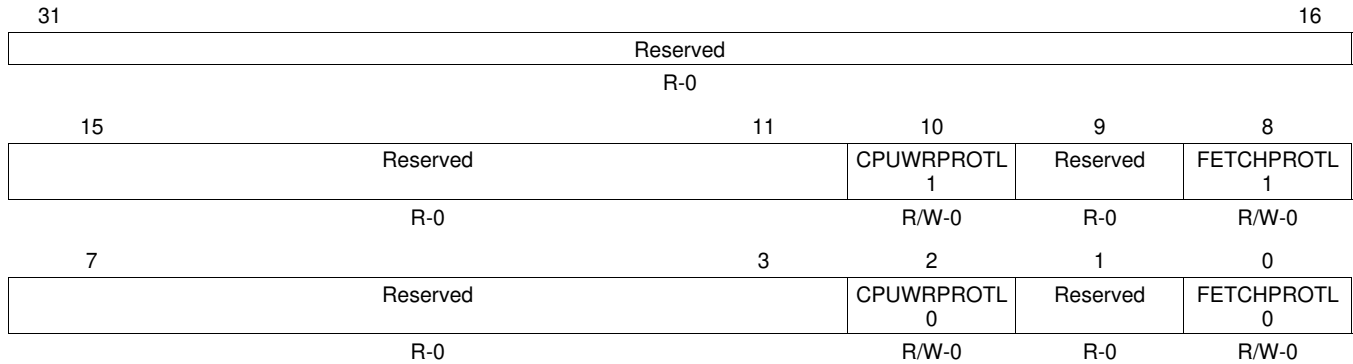 31 16
Reserved
R-0
15 11 10 9 8
Reserved CPUWRPROTL Reserved FETCHPROTL
1 1
R-0 R/W-0 R-0 R/W-0
7 3 2 1 0
Reserved CPUWRPROTL Reserved FETCHPROTL
0 0
R-0 R/W-0 R-0 R/W-0